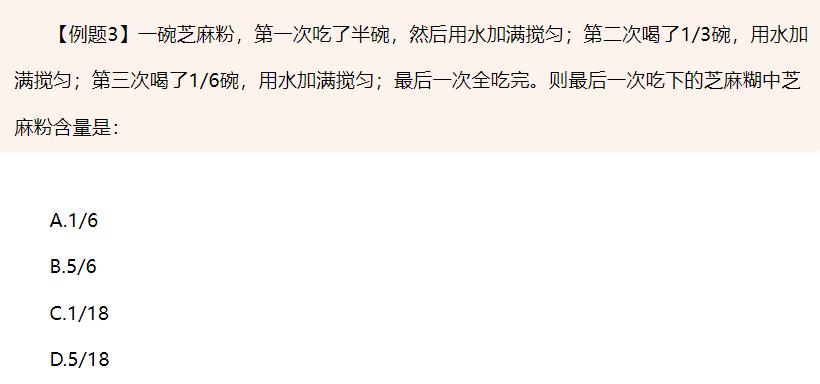 【例题3】一碗芝麻粉，第一次吃了半碗，然后用水加满搅匀；第二次喝了1/3碗，用水加
满搅匀；第三次喝了1/6碗，用水加满搅匀；最后一次全吃完。则最后一次吃下的芝麻糊中芝
麻粉含量是：
A.1/6
B.5/6
C.1/18
D.5/18